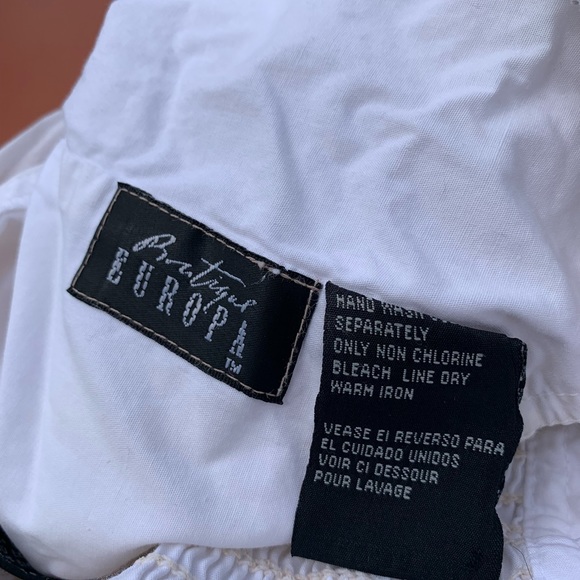 Boutique
EUROPA
TM
HAND WASH
SEPARATELY
ONLY NON CHLORINE
BLEACH LINE DRY
WARM IRON
VEASE EI REVERSO PARA
EL CUIDADO UNIDOS
VOIR CI DESSOUR
POUR LAVAGE